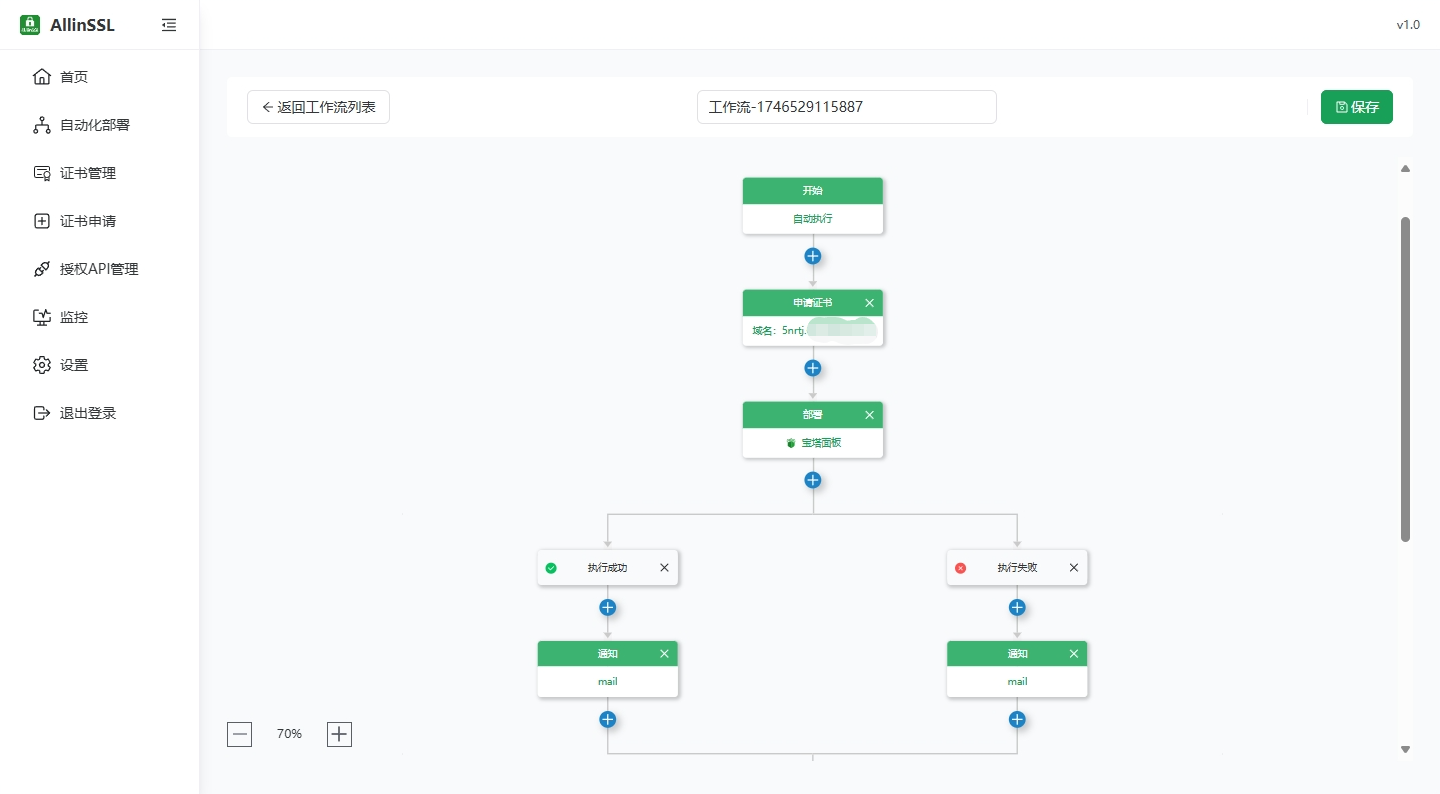 AllinSSL
v1.0
首页
自动化部署
证书管理
证书申请
授权API管理
监控
设置
退出登录
返回工作流列表
工作流-1746529115887
保存
开始
自动执行
申请证书
域名：5nrtj.
部署
宝塔面板
执行成功
执行失败
通知
通知
mail
mail
70%